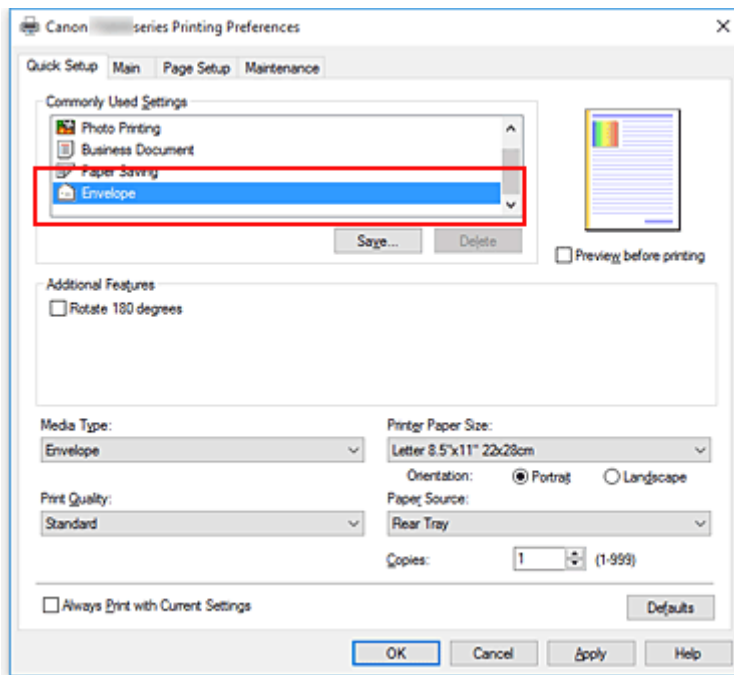 Canon series Printing Preferences
Quick Setup Main Page Setup Maintenance
Commonly Used Settings
Photo Printing
Business Document
Paper Saving
Envelope
Save... Delete
Preview before printing
Additional Features
Rotate 180 degrees
Media Type: Printer Paper Size:
Envelope Letter 8.5"x11" 22x28cm
Orientation: Portrait Landscape
Print Quality: Paper Source:
Standard Rear Tray
Copies: 1 (1-999)
Always Print with Current Settings Defaults
OK Cancel Apply Help